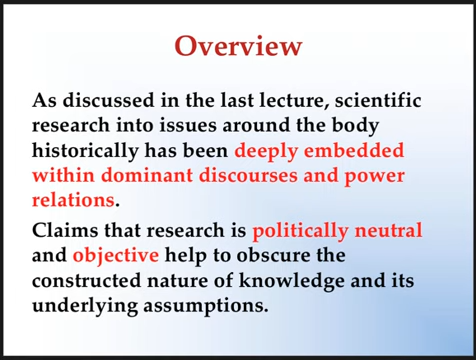 Overview
As discussed in the last lecture, scientific
research into issues around the body
historically has been deeply embedded
within dominant discourses and power
relations.
Claims that research is politically neutral
and objective help to obscure the
constructed nature of knowledge and its
underlying assumptions.